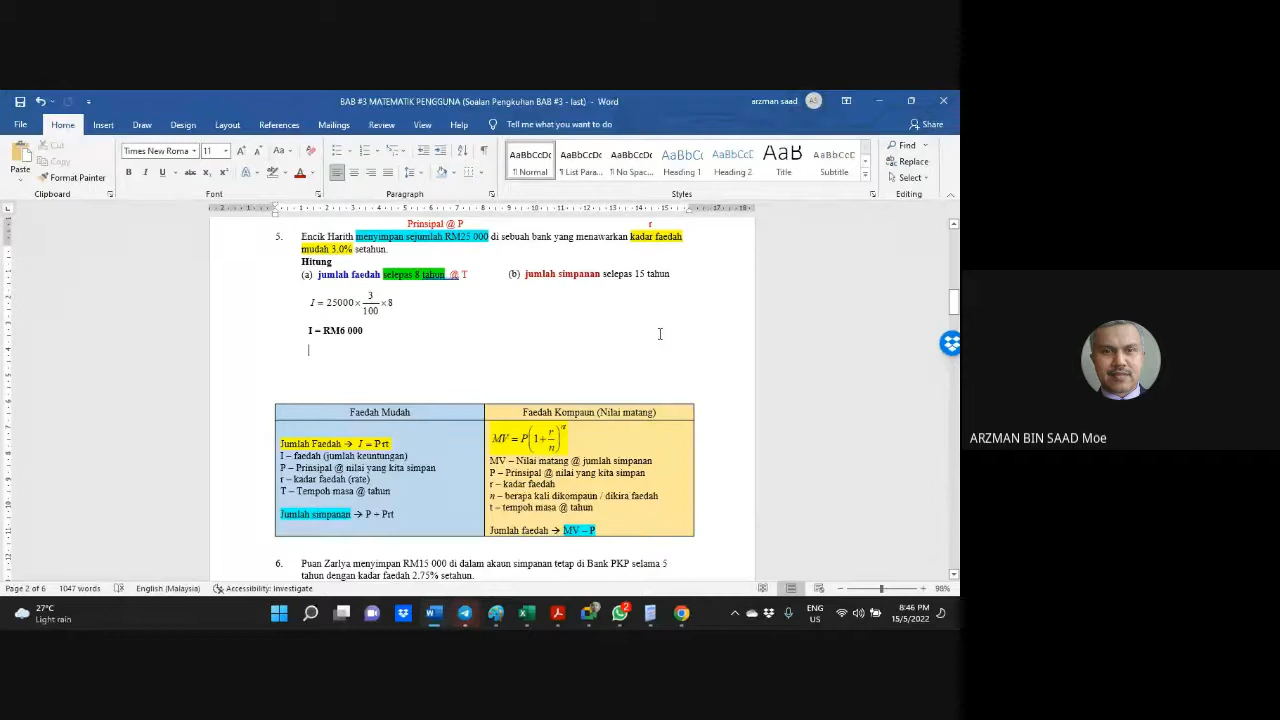 BAB #3 MATEMATIK PENGGUNA (Soalan Pengkuhan BAB #3 - last) - Word
arzman saad
AS
File Home Insert Draw Design Layout References Mailings Review View Help Tell me what you want to do
Share
Paste
Cut
Copy
Format Painter
Times New Roma 11
AaBbCcDc
¶ Normal
AaBbCcDc
¶ List Para...
AaBbCcDc
¶ No Spac...
AaBbCcD
Heading 1
AaBbCcD
Heading 2
AaB
Title
AaBbCcD
Subtitle
Find
Replace
Select
Clipboard
Font
Paragraph
Styles
Editing
Prinsipal @ P
r
5. Encik Harith menyimpan sejumlah RM25 000 di sebuah bank yang menawarkan kadar faedah
mudah 3.0% setahun.
Hitung
(a) jumlah faedah selepas 8 tahun @ T
(b) jumlah simpanan selepas 15 tahun
I = 25000 × 3/100 × 8
I = RM6 000
Faedah Mudah
Jumlah Faedah → I = Prt
I – faedah (jumlah keuntungan)
P – Prinsipal @ nilai yang kita simpan
r – kadar faedah (rate)
T – Tempoh masa @ tahun
Jumlah simpanan → P + Prt
Faedah Kompaun (Nilai matang)
MV = P(1 + r/n)^nt
MV – Nilai matang @ jumlah simpanan
P – Prinsipal @ nilai yang kita simpan
r – kadar faedah
n – berapa kali dikompaun / dikira faedah
t – tempoh masa @ tahun
Jumlah faedah → MV – P
6. Puan Zarlya menyimpan RM15 000 di dalam akaun simpanan tetap di Bank PKP selama 5
tahun dengan kadar faedah 2.75% setahun.
Page 2 of 6 1047 words English (Malaysia) Accessibility: Investigate
98%
27°C
Light rain
2
ENG
US
8:46 PM
15/5/2022
ARZMAN BIN SAAD Moe